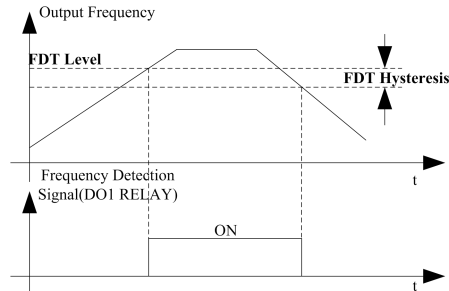 Output Frequency
FDT Level
FDT Hysteresis
t
Frequency Detection
Signal(DO1 RELAY)
ON
t